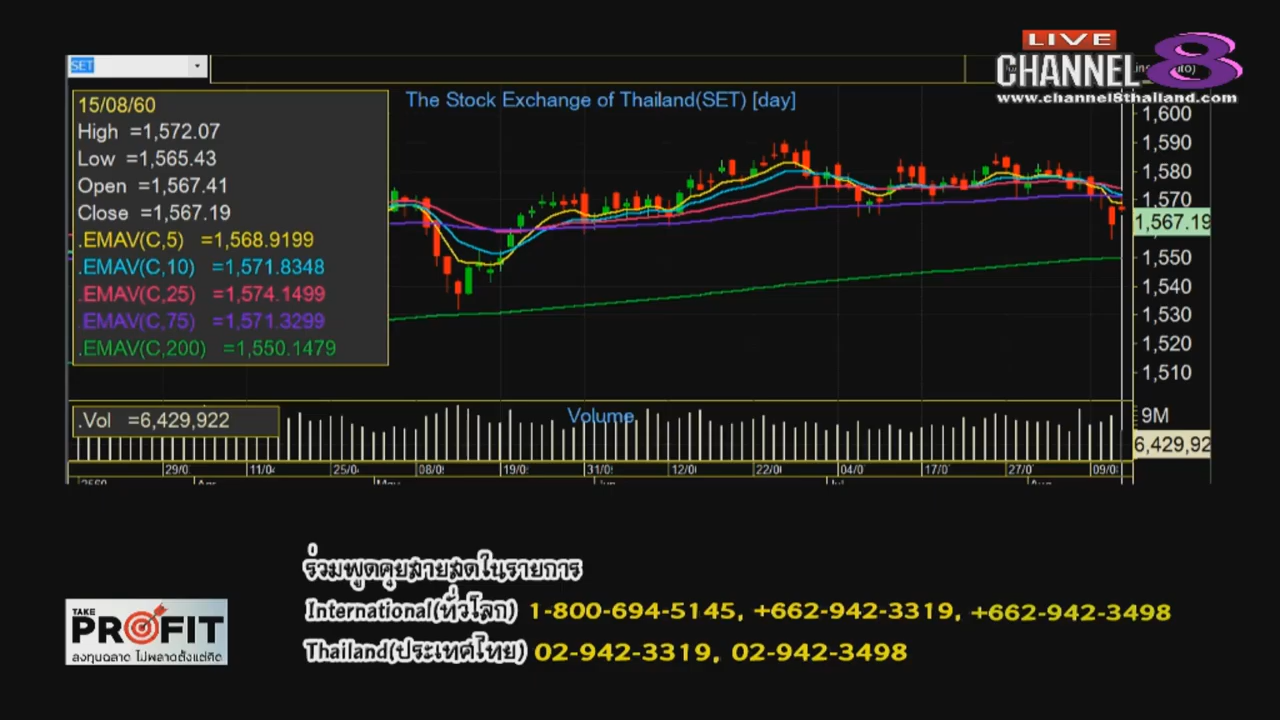 LIVE
CHANNEL 8
www.channel8thailand.com
SET
The Stock Exchange of Thailand(SET) [day]
15/08/60
High =1,572.07
Low =1,565.43
Open =1,567.41
Close =1,567.19
.EMAV(C,5) =1,568.9199
.EMAV(C,10) =1,571.8348
.EMAV(C,25) =1,574.1499
.EMAV(C,75) =1,571.3299
.EMAV(C,200) =1,550.1479
1,600
1,590
1,580
1,570
1,567.19
1,550
1,540
1,530
1,520
1,510
.Vol =6,429,922
Volume
9M
6,429,92
29/0 11/0 25/0 08/0 19/0 31/0 12/0 22/0 04/0 17/0 27/0 09/0
2560 Apr May Jun Jul Aug
ร่วมพูดคุยสายสดในรายการ
International(ทั่วโลก) 1-800-694-5145, +662-942-3319, +662-942-3498
Thailand(ประเทศไทย) 02-942-3319, 02-942-3498
TAKE
PROFIT
ลงทุนฉลาด ไม่พลาดตั้งแต่คิด